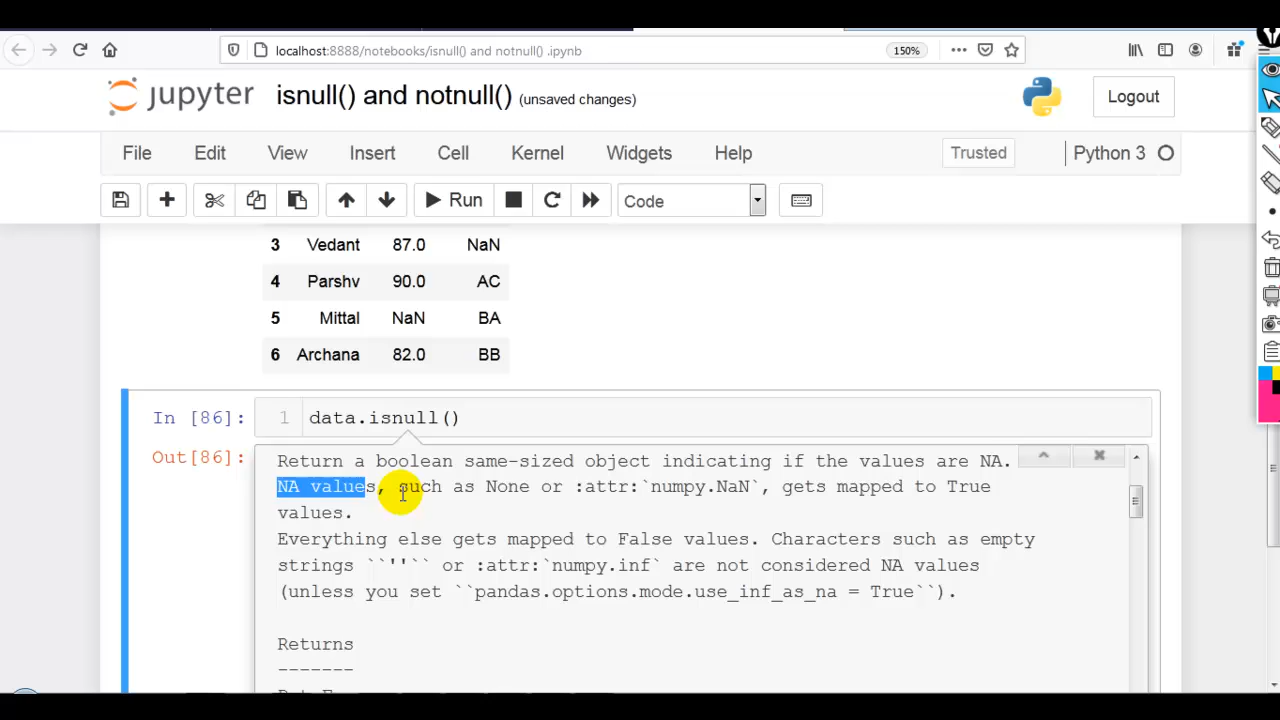 localhost:8888/notebooks/isnull() and notnull() .ipynb
150%
jupyter isnull() and notnull() (unsaved changes)
Logout
File Edit View Insert Cell Kernel Widgets Help
Trusted
Python 3
Run
Code
3 Vedant 87.0 NaN
4 Parshv 90.0 AC
5 Mittal NaN BA
6 Archana 82.0 BB
In [86]: 1 data.isnull()
Out[86]:
Return a boolean same-sized object indicating if the values are NA.
NA values, such as None or :attr:`numpy.NaN`, gets mapped to True
values.
Everything else gets mapped to False values. Characters such as empty
strings ``''`` or :attr:`numpy.inf` are not considered NA values
(unless you set ``pandas.options.mode.use_inf_as_na = True``).
Returns
-------